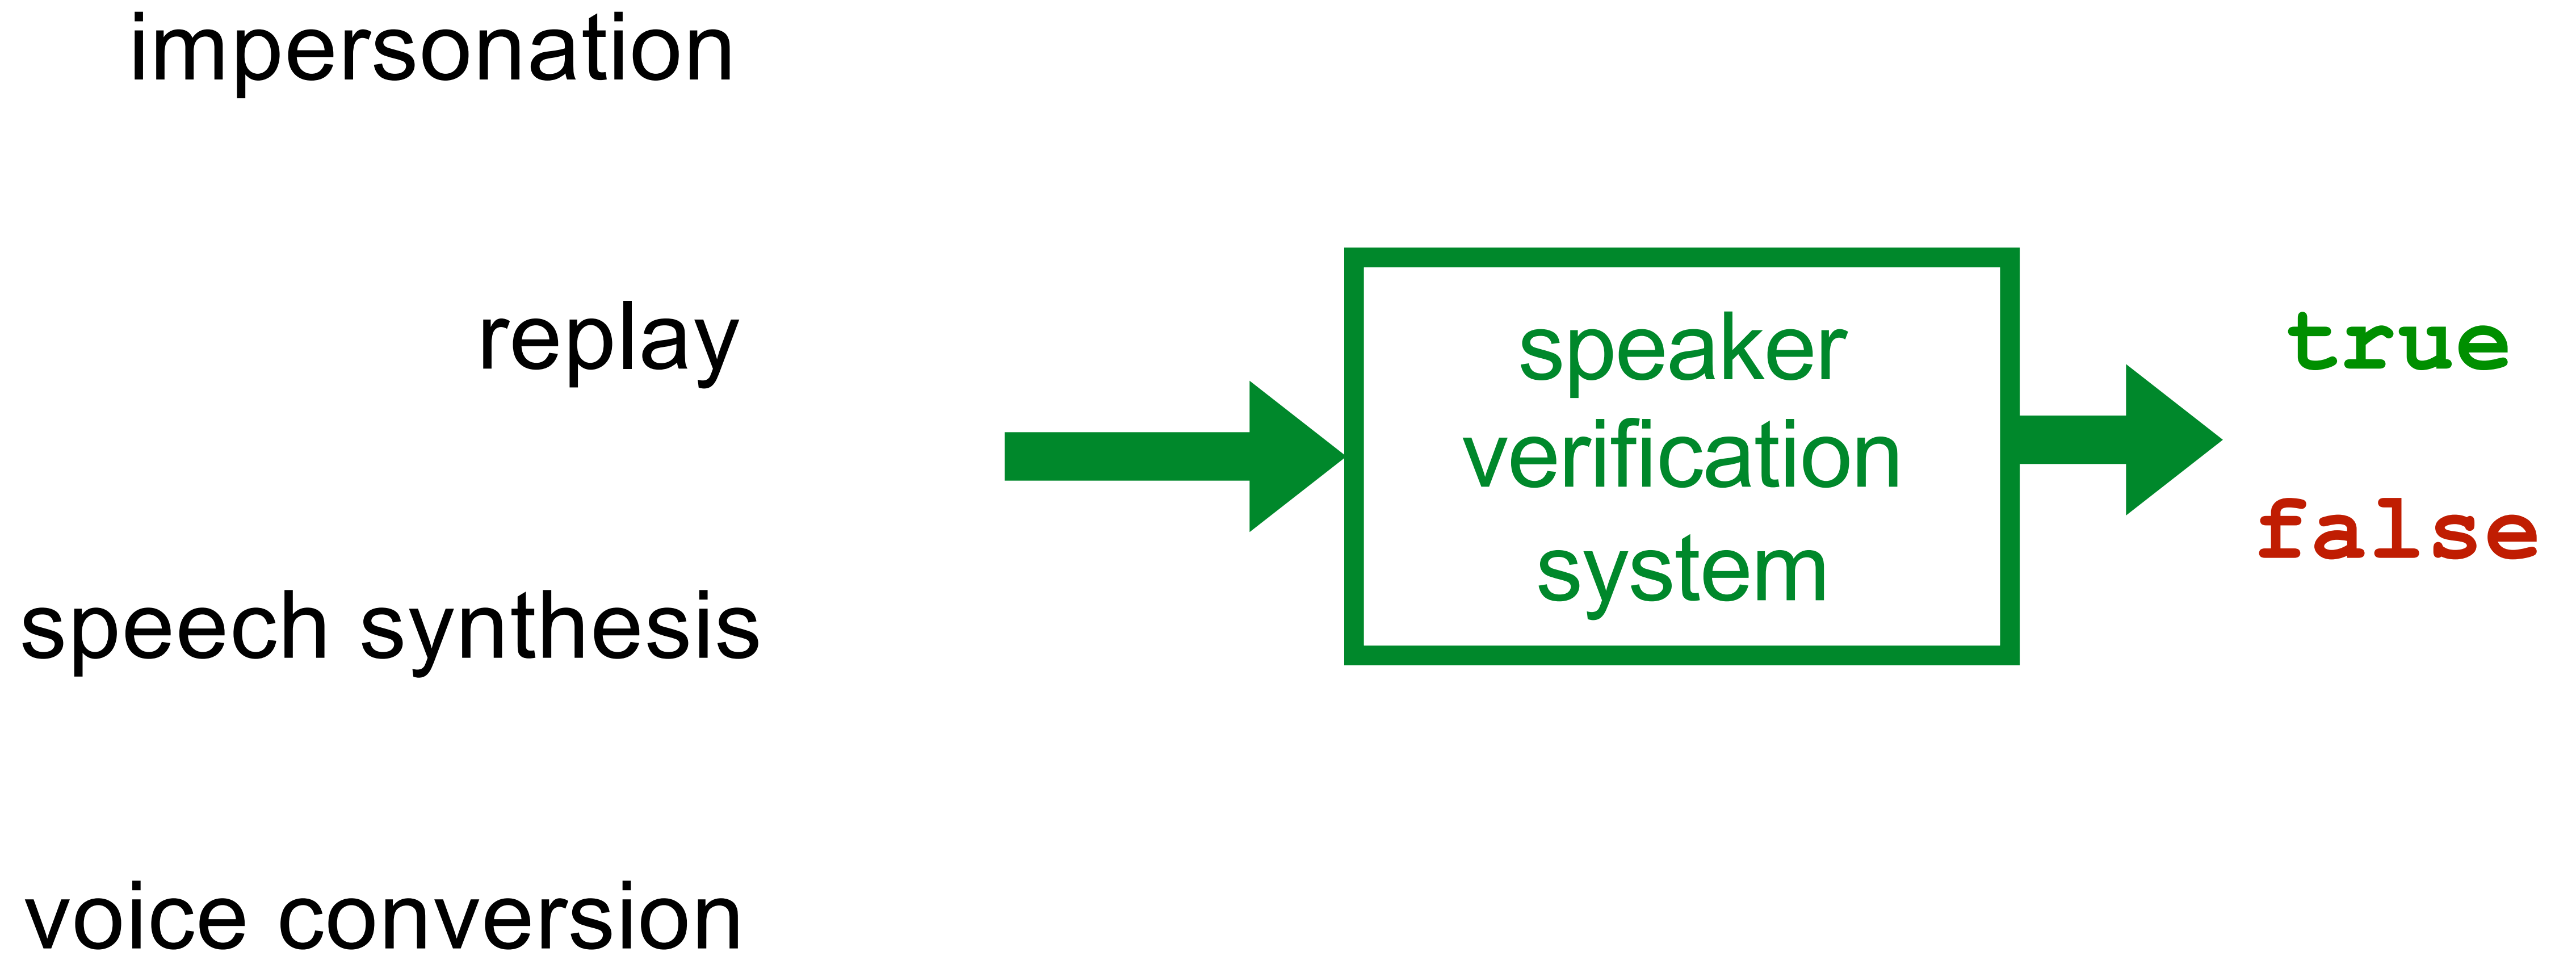 impersonation
replay
speech synthesis
voice conversion
speaker
verification
system
true
false